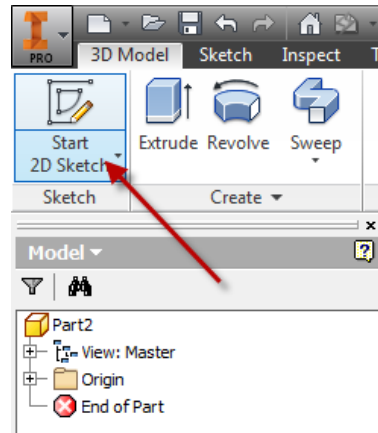 PRO 3D Model Sketch Inspect T
Start
2D Sketch
Extrude Revolve Sweep
Sketch Create
Model
Part2
View: Master
Origin
End of Part